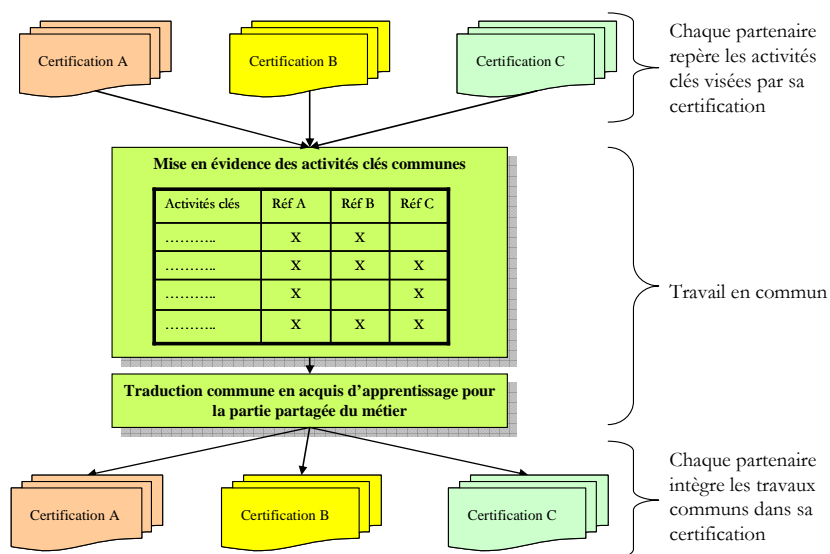 Certification A
Certification B
Certification C
Chaque partenaire
repère les activités
clés visées par sa
certification
Mise en évidence des activités clés communes
Activités clés Réf A Réf B Réf C
……….. X X
……….. X X X
……….. X X
……….. X X X
Travail en commun
Traduction commune en acquis d'apprentissage pour
la partie partagée du métier
Certification A
Certification B
Certification C
Chaque partenaire
intègre les travaux
communs dans sa
certification